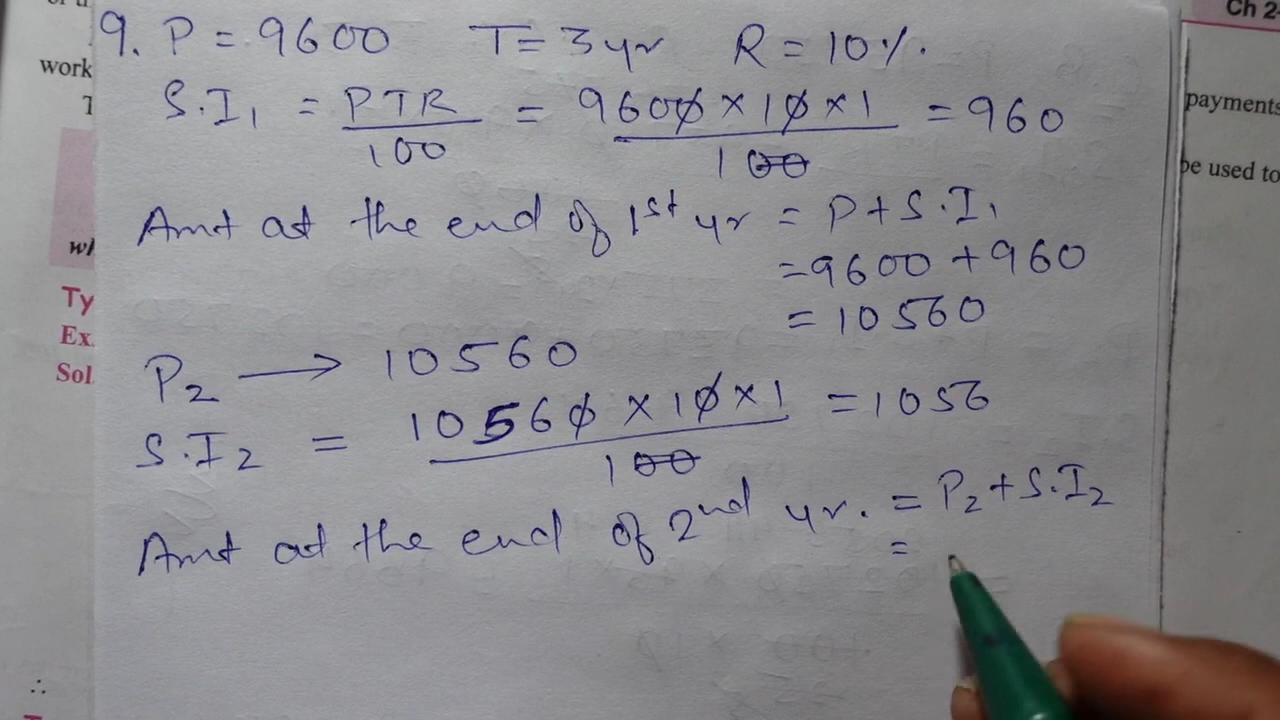 Ch 2
9. P = 9600 T = 3 yr R = 10%.
work
S.I₁ = PTR/100 = 9600 × 10 × 1/100 = 960
payments
be used to
Amt at the end of 1st yr = P + S.I₁
= 9600 + 960
= 10560
Ty
Ex.
Sol
P₂ → 10560
S.I₂ = 10560 × 10 × 1/100 = 1056
Amt at the end of 2nd yr. = P₂ + S.I₂
=
∴